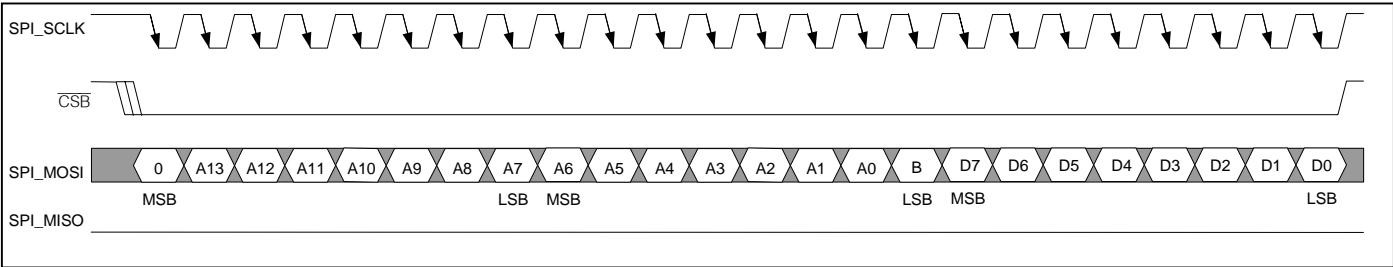 SPI_SCLK
CSB
SPI_MOSI 0 A13 A12 A11 A10 A9 A8 A7 A6 A5 A4 A3 A2 A1 A0 B D7 D6 D5 D4 D3 D2 D1 D0
MSB LSB MSB LSB MSB LSB
SPI_MISO